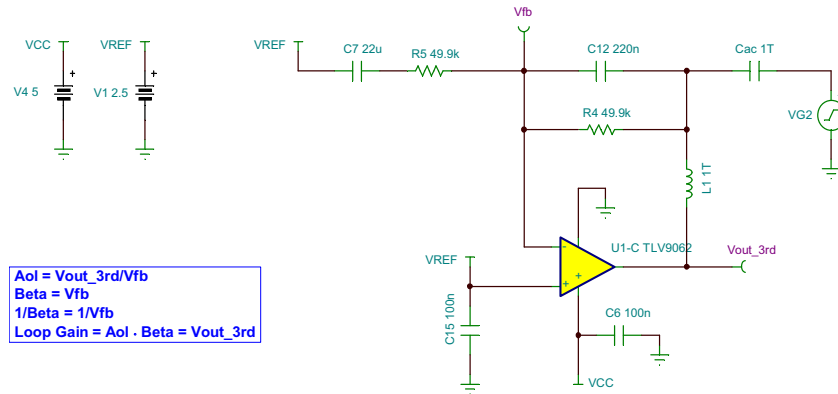 Vfb
VCC
VREF
VREF
C7 22u
R5 49.9k
C12 220n
Cac 1T
V4 5
V1 2.5
VG2
R4 49.9k
L1 1T
-
U1-C TLV9062
Vout_3rd
VREF
+
+
C15 100n
C6 100n
VCC
Aol = Vout_3rd/Vfb
Beta = Vfb
1/Beta = 1/Vfb
Loop Gain = Aol . Beta = Vout_3rd